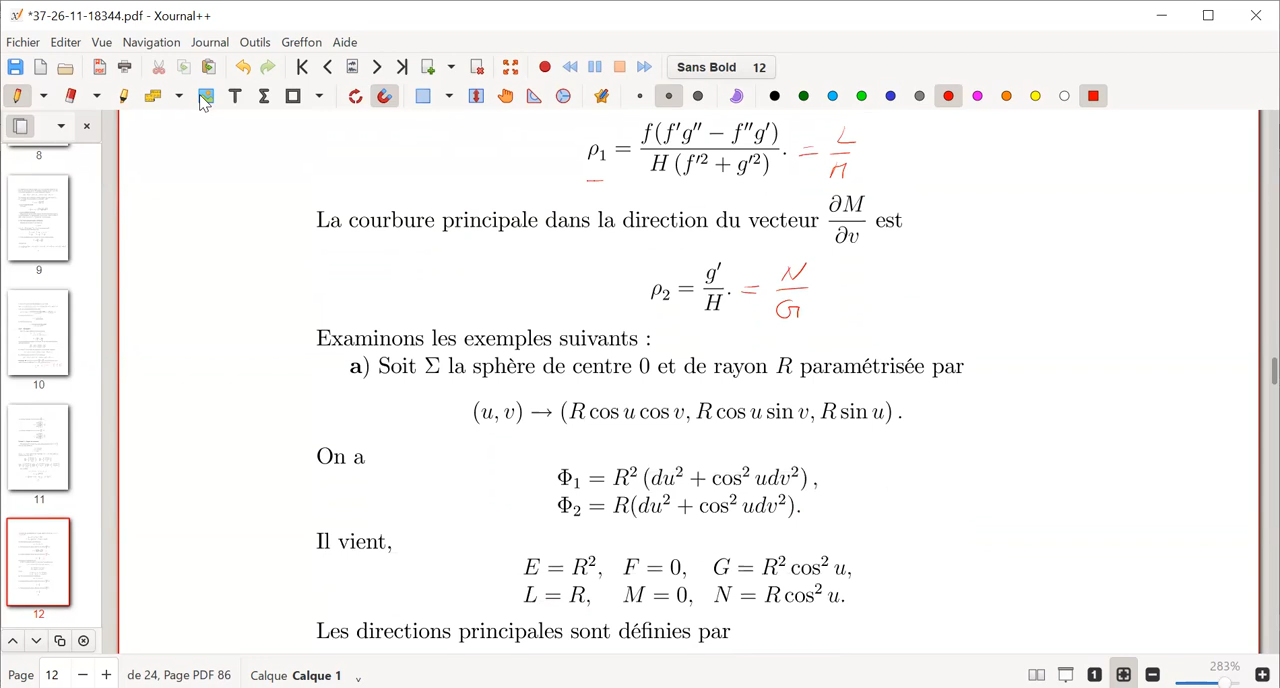 *37-26-11-18344.pdf - Xournal++
Fichier Editer Vue Navigation Journal Outils Greffon Aide
Sans Bold 12
8
9
10
11
12
ρ₁ = f(f′g″ − f″g′) / H (f′² + g′²) . = L/M
La courbure principale dans la direction du vecteur ∂M/∂v est
ρ₂ = g′/H . = N/G
Examinons les exemples suivants :
a) Soit Σ la sphère de centre 0 et de rayon R paramétrisée par
(u, v) → (R cos u cos v, R cos u sin v, R sin u) .
On a
Φ₁ = R² (du² + cos² udv²) ,
Φ₂ = R(du² + cos² udv²).
Il vient,
E = R², F = 0, G = R² cos² u,
L = R, M = 0, N = R cos² u.
Les directions principales sont définies par
Page 12 de 24, Page PDF 86 Calque Calque 1 283%